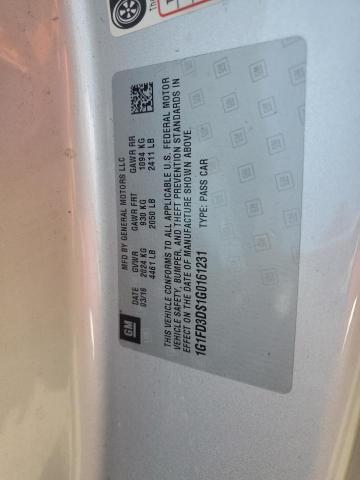 GM
MFD BY GENERAL MOTORS LLC
DATE GVWR GAWR FRT GAWR RR
03/16 2024 KG 930 KG 1094 KG
4461 LB 2050 LB 2411 LB
THIS VEHICLE CONFORMS TO ALL APPLICABLE U.S. FEDERAL MOTOR
VEHICLE SAFETY, BUMPER, AND THEFT PREVENTION STANDARDS IN
EFFECT ON THE DATE OF MANUFACTURE SHOWN ABOVE.
1G1FD3DS1G0161231 TYPE: PASS CAR